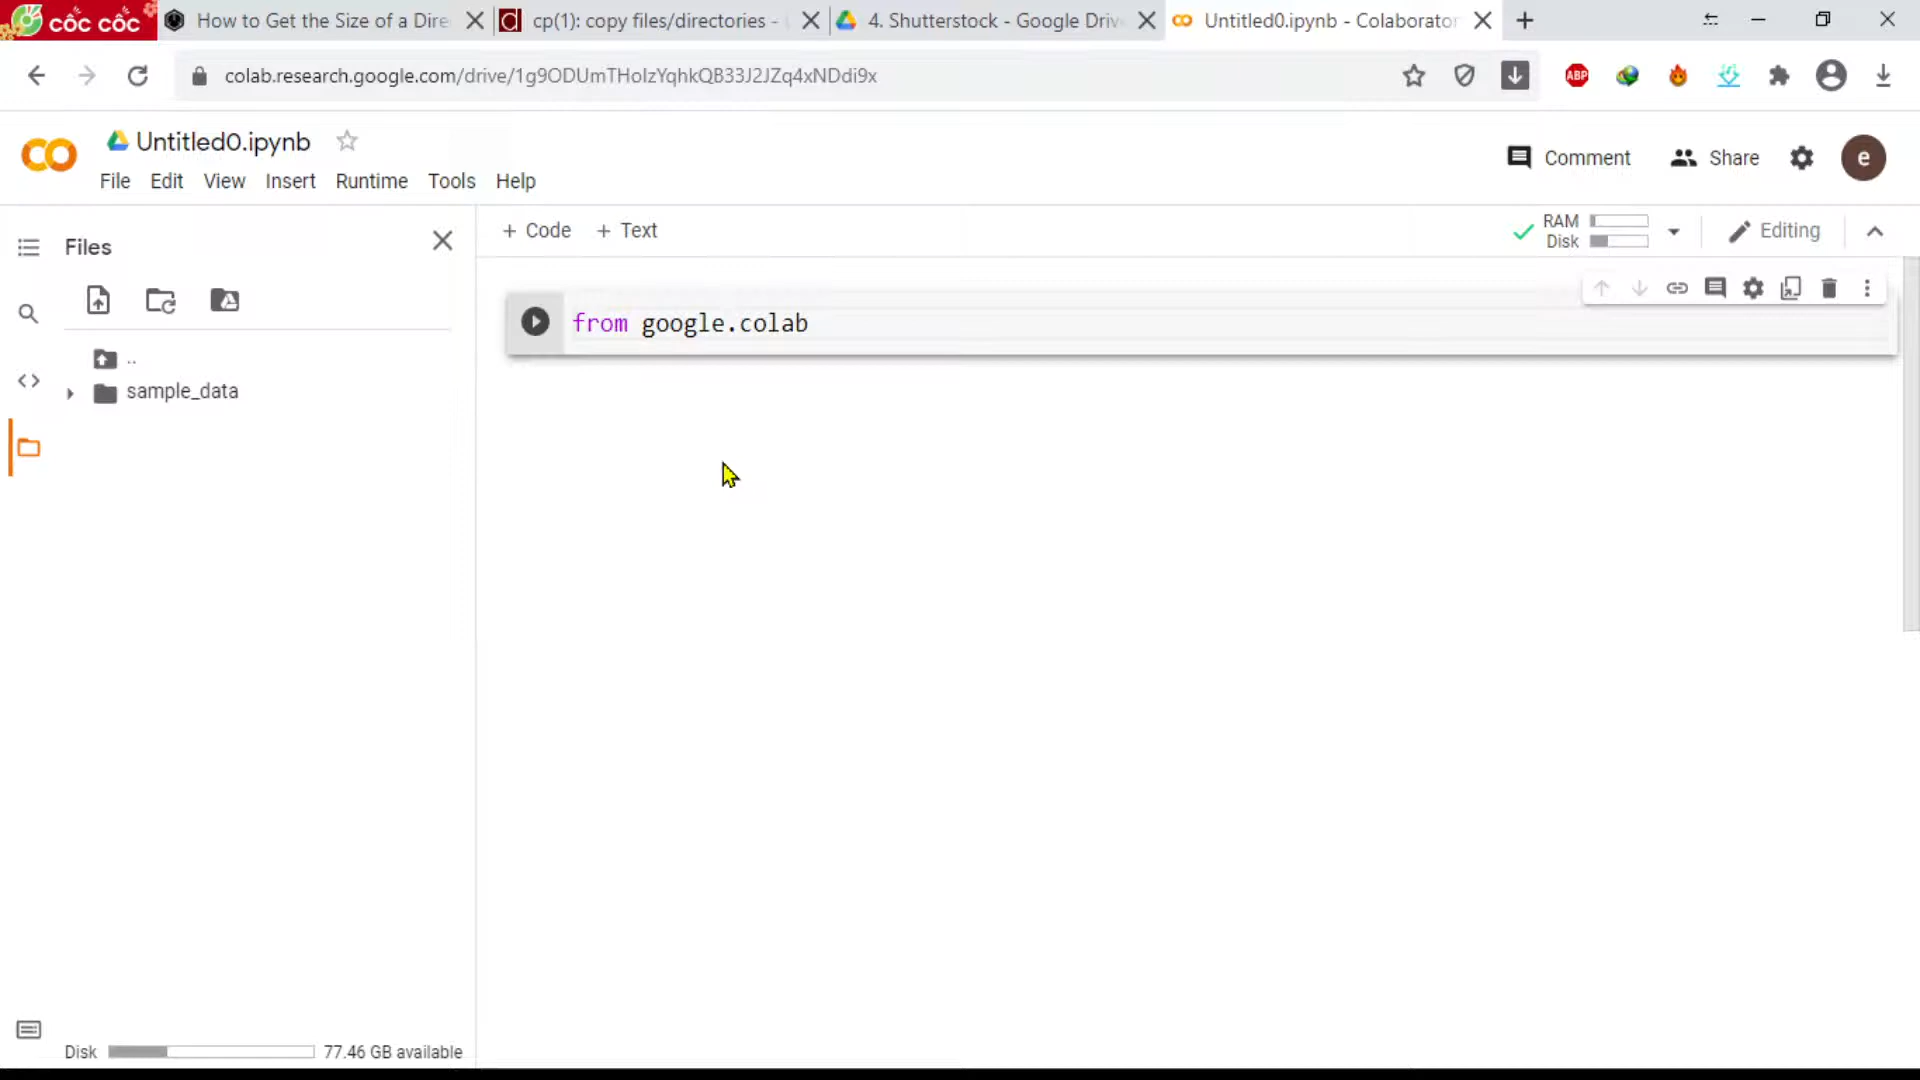 cốc cốc
How to Get the Size of a Dire
cp(1): copy files/directories -
4. Shutterstock - Google Driv
Untitled0.ipynb - Colaborator
colab.research.google.com/drive/1g9ODUmTHoIzYqhkQB33J2JZq4xNDdi9x
ABP
Untitled0.ipynb
Comment
Share
e
File Edit View Insert Runtime Tools Help
Files
+ Code + Text
RAM
Disk
Editing
from google.colab
..
sample_data
Disk
77.46 GB available